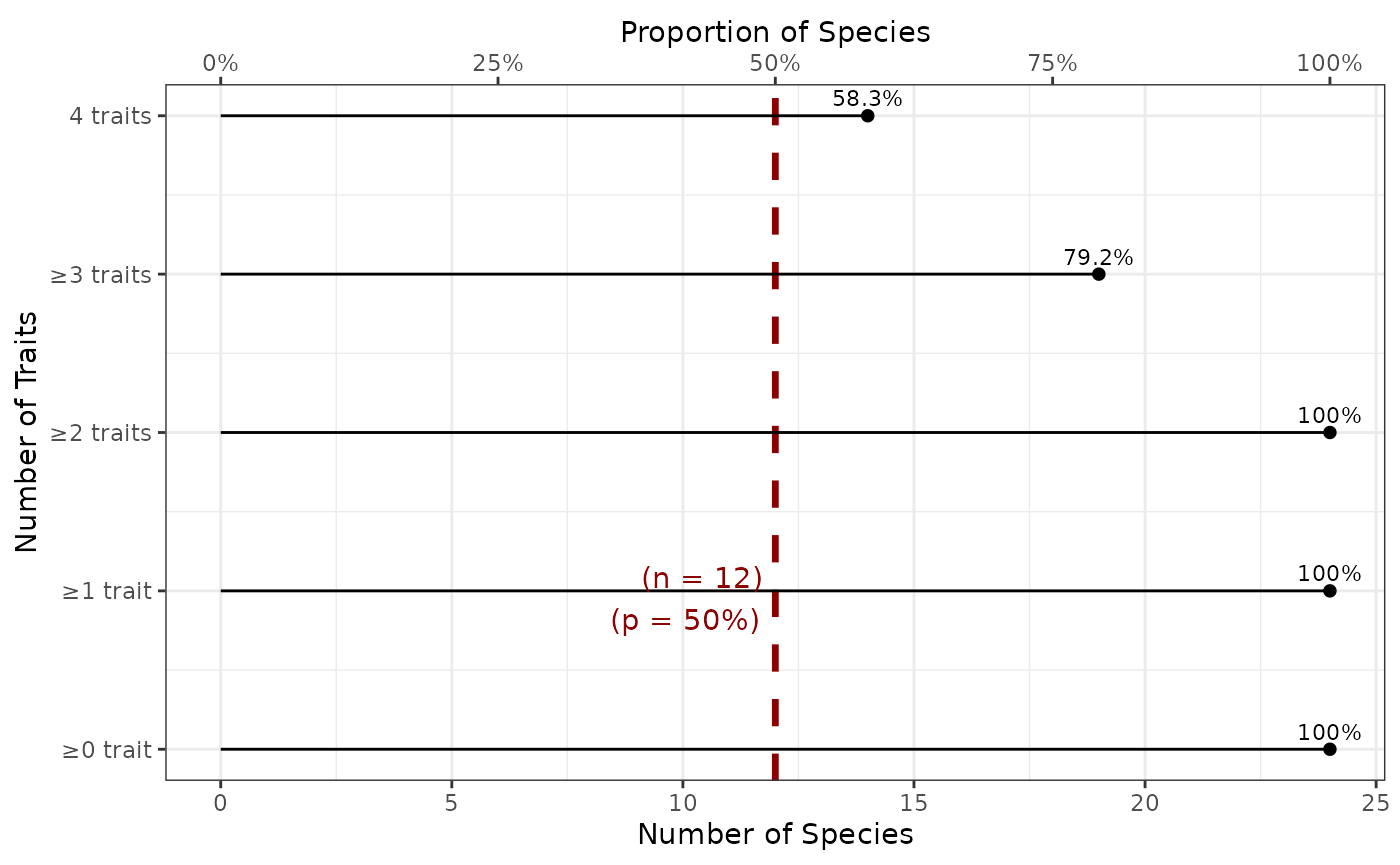 Proportion of Species
0% 25% 50% 75% 100%
58.3%
4 traits
79.2%
≥3 traits
100%
≥2 traits
(n = 12)
100%
≥1 trait
(p = 50%)
100%
≥0 trait
0 5 10 15 20 25
Number of Species
Number of Traits